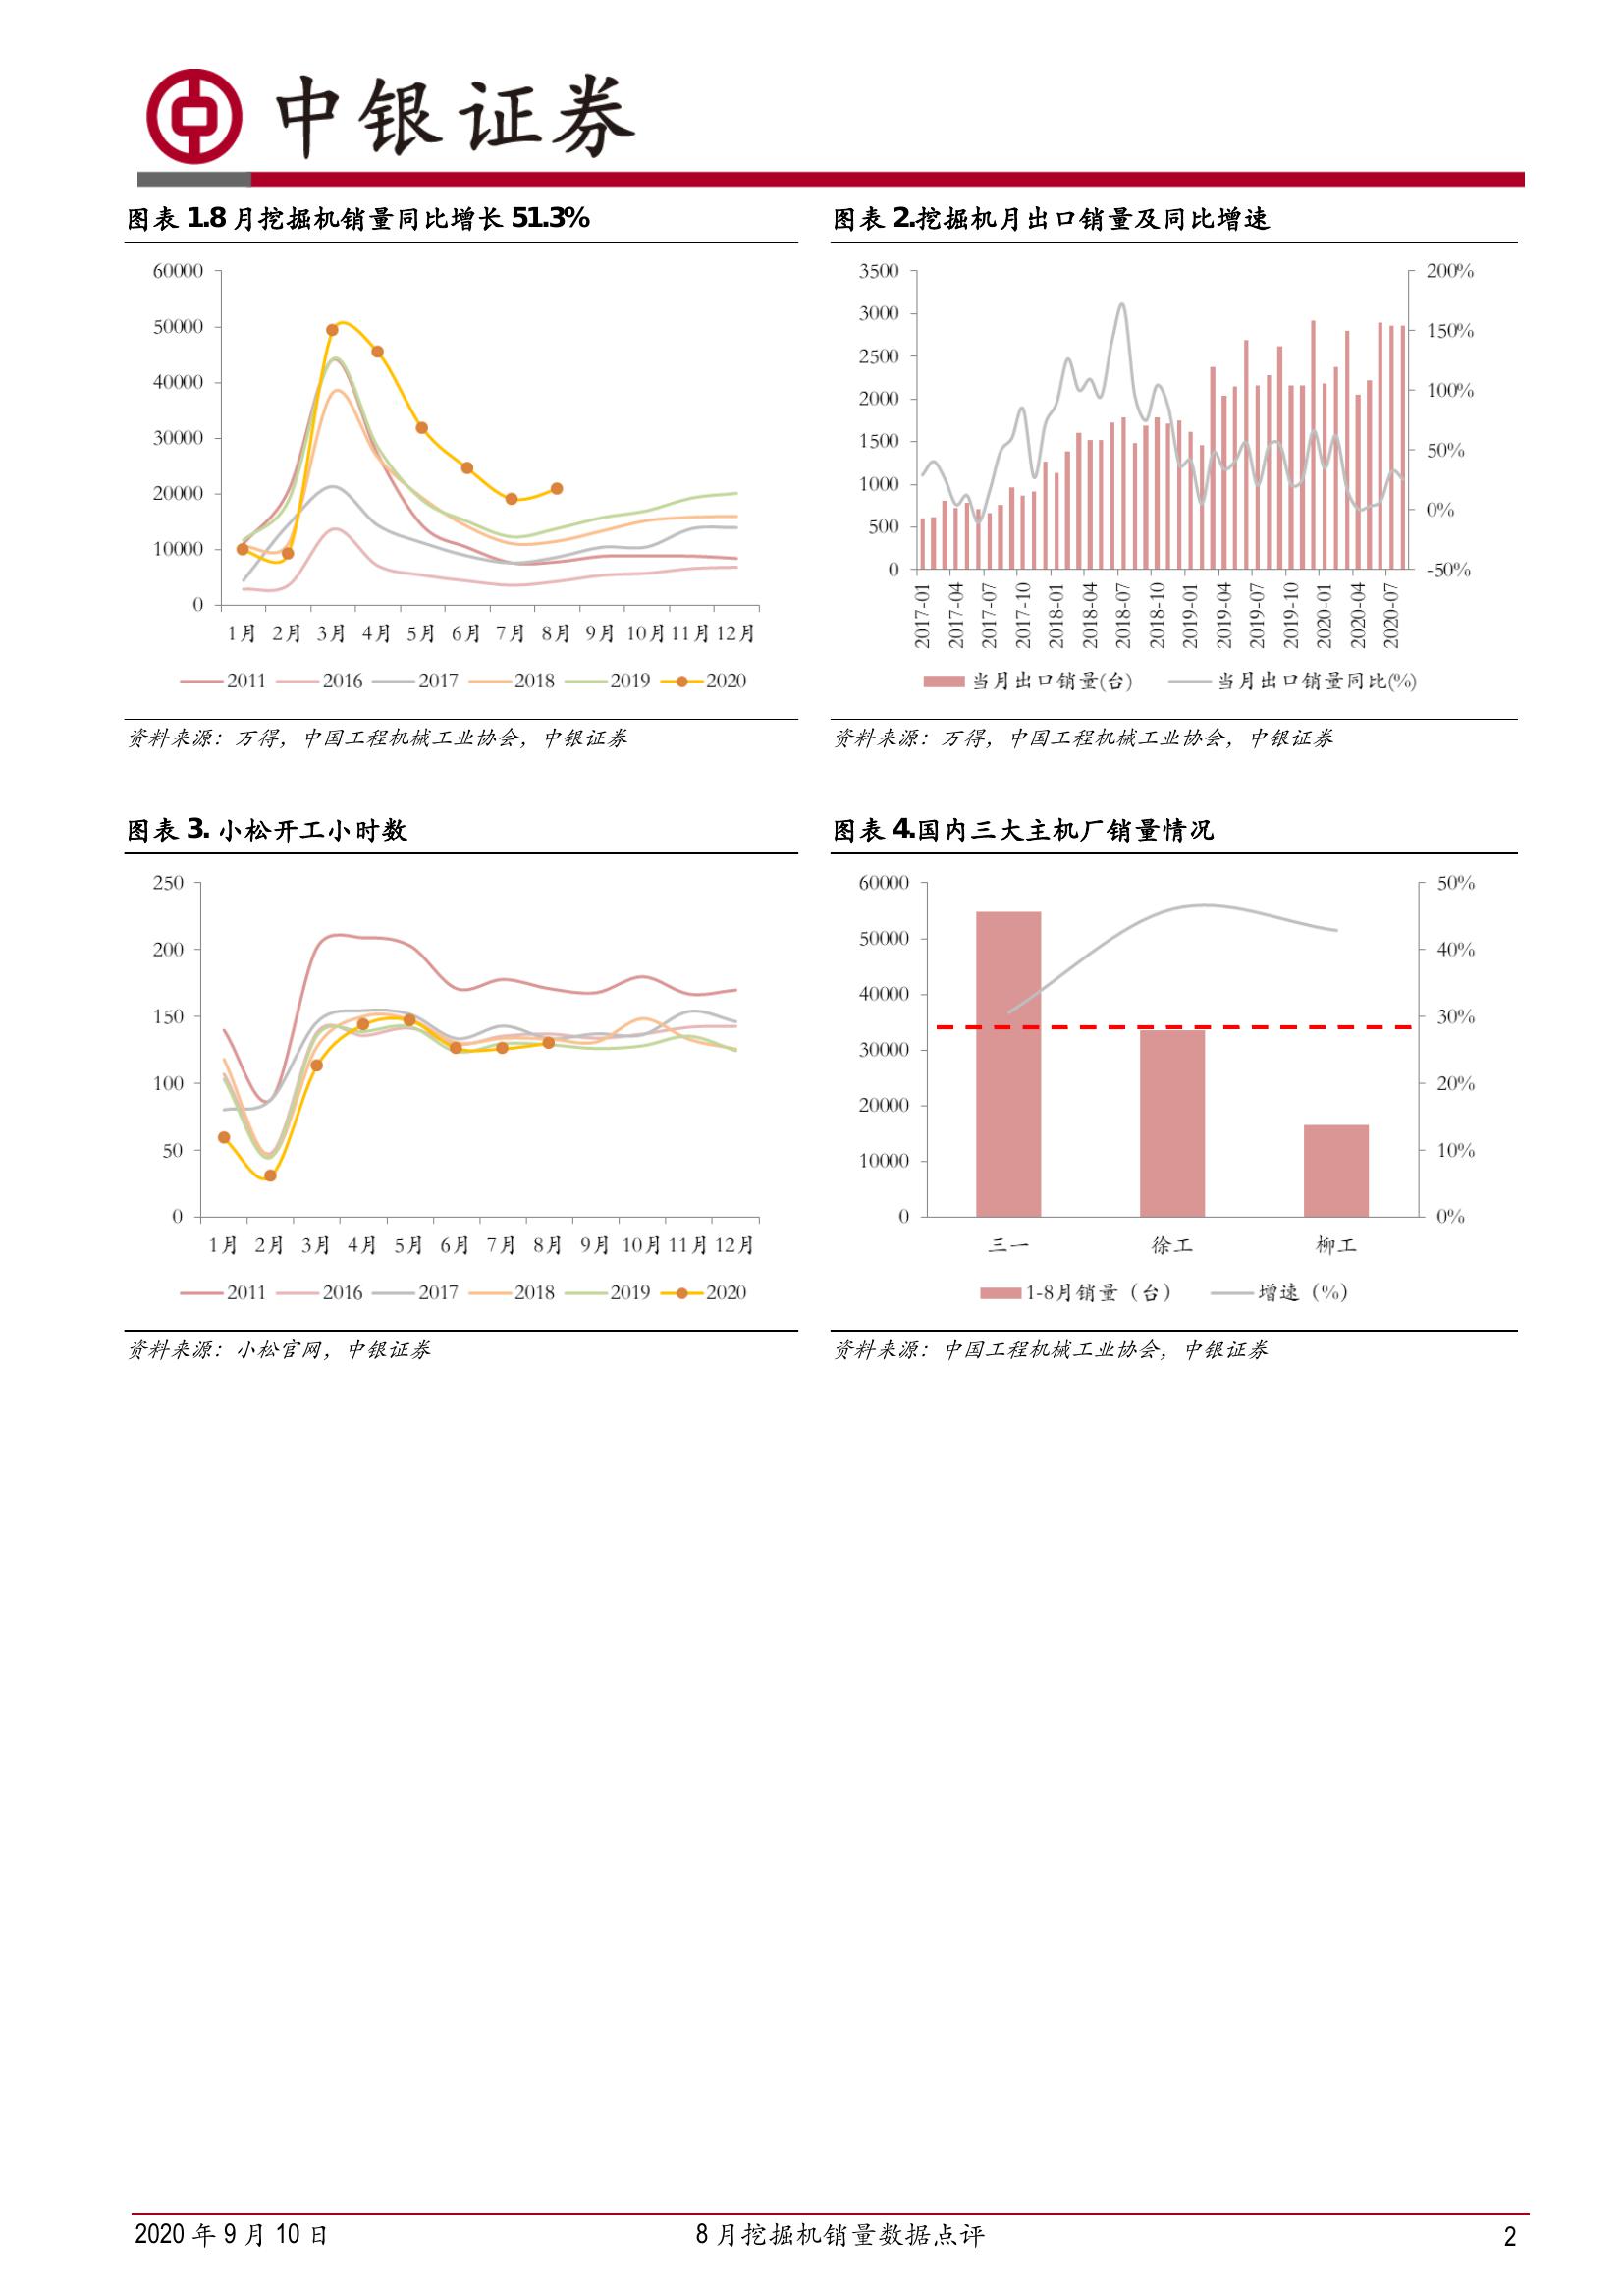 中银证券
图表 1.8 月挖掘机销量同比增长 51.3%
60000
50000
40000
30000
20000
10000
0
1月 2月 3月 4月 5月 6月 7月 8月 9月 10月 11月 12月
2011 2016 2017 2018 2019 2020
资料来源：万得，中国工程机械工业协会，中银证券
图表 2.挖掘机月出口销量及同比增速
3500
3000
2500
2000
1500
1000
500
0
200%
150%
100%
50%
0%
-50%
2017-01 2017-04 2017-07 2017-10 2018-01 2018-04 2018-07 2018-10 2019-01 2019-04 2019-07 2019-10 2020-01 2020-04 2020-07
当月出口销量(台) 当月出口销量同比(%)
资料来源：万得，中国工程机械工业协会，中银证券
图表 3. 小松开工小时数
250
200
150
100
50
0
1月 2月 3月 4月 5月 6月 7月 8月 9月 10月 11月 12月
2011 2016 2017 2018 2019 2020
资料来源：小松官网，中银证券
图表 4.国内三大主机厂销量情况
60000
50000
40000
30000
20000
10000
0
50%
40%
30%
20%
10%
0%
三一 徐工 柳工
1-8月销量（台） 增速（%）
资料来源：中国工程机械工业协会，中银证券
2020 年 9 月 10 日 8 月挖掘机销量数据点评 2